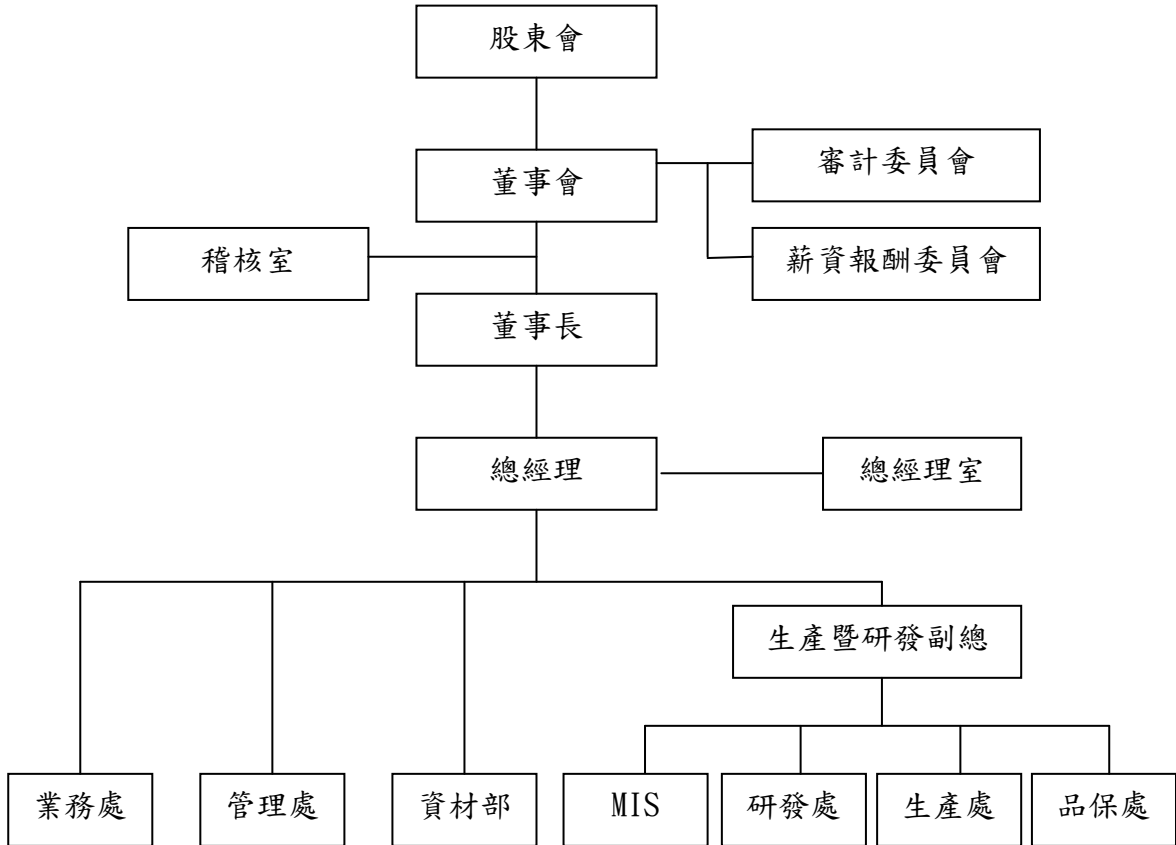 股東會
董事會
審計委員會
稽核室
薪資報酬委員會
董事長
總經理
總經理室
生產暨研發副總
業務處
管理處
資材部
MIS
研發處
生產處
品保處